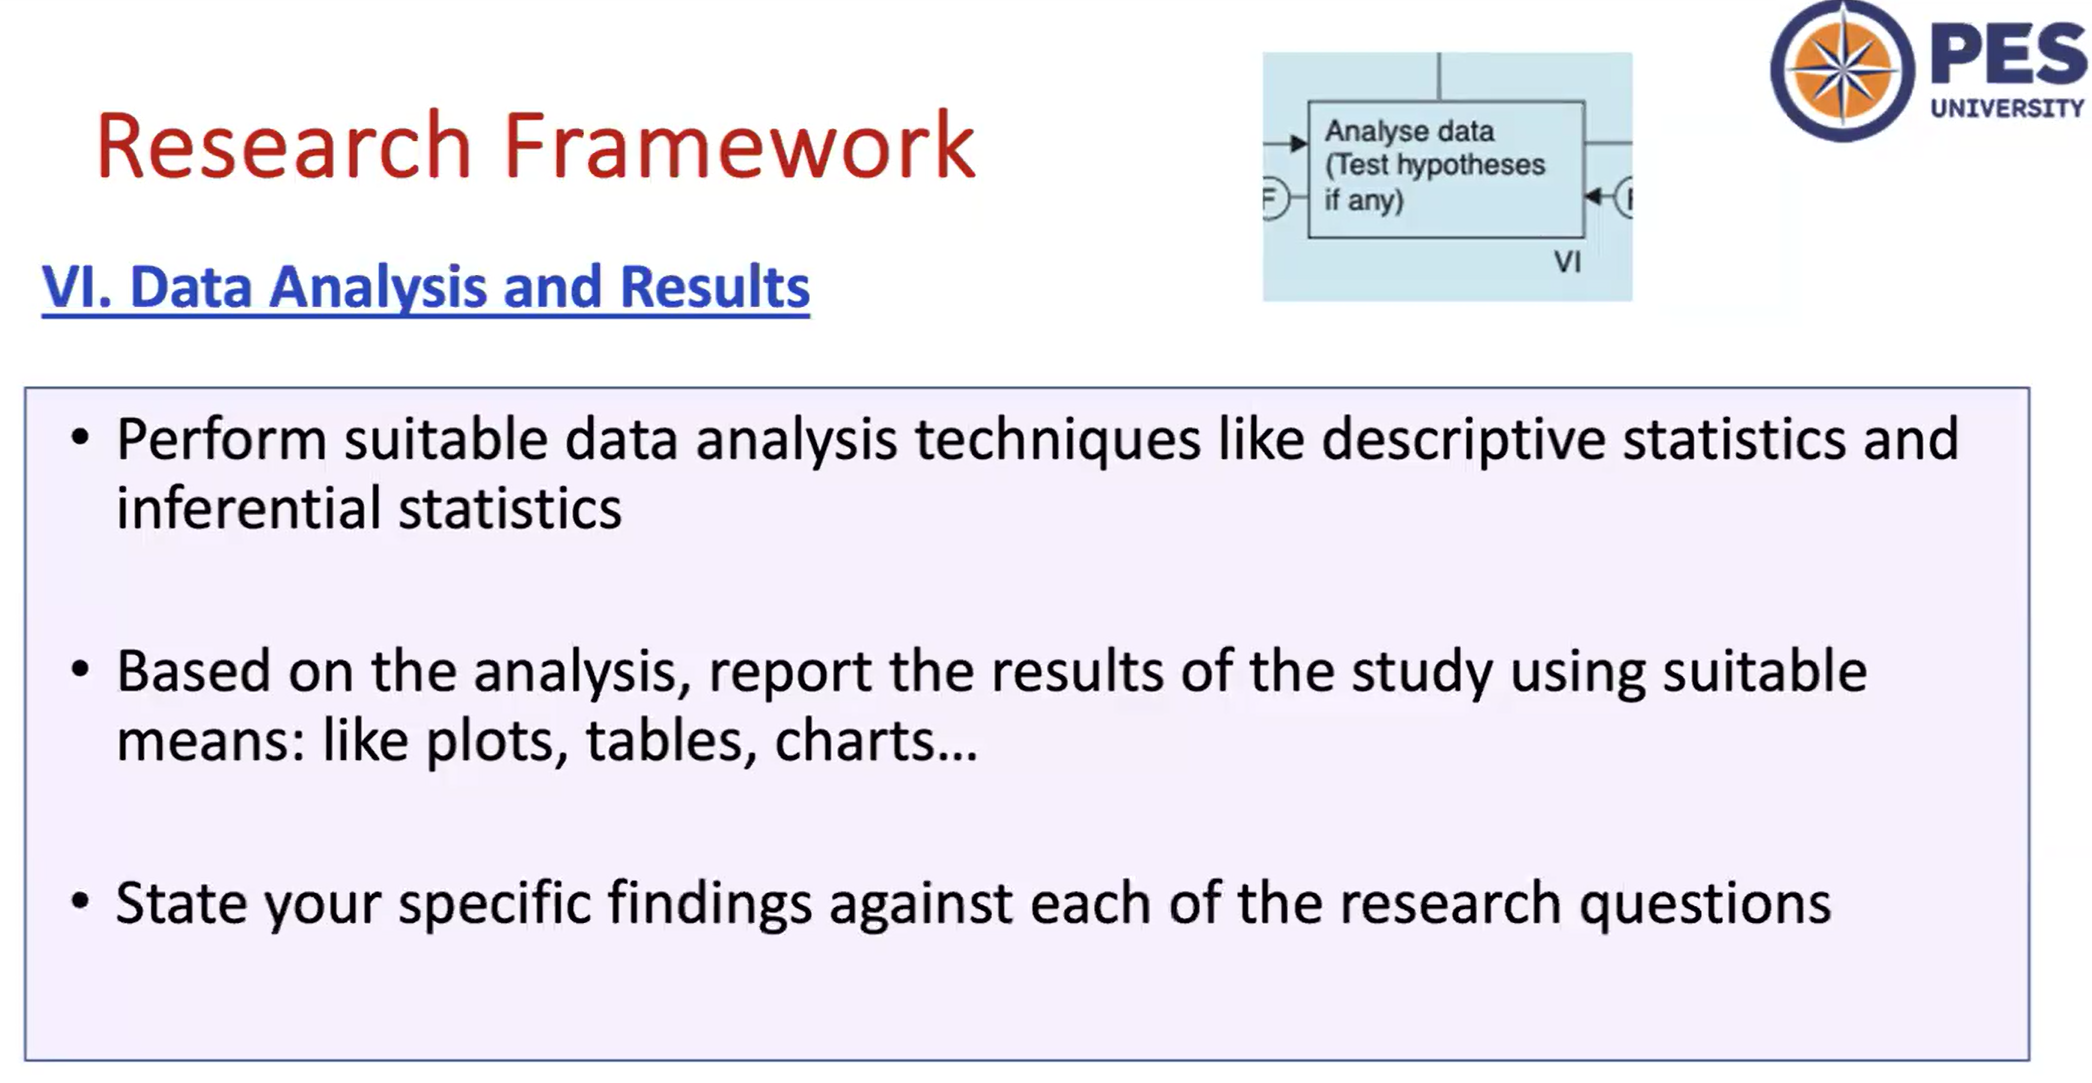 PES
UNIVERSITY
Research Framework
Analyse data
(Test hypotheses
if any)
F
VI
VI. Data Analysis and Results
• Perform suitable data analysis techniques like descriptive statistics and
inferential statistics
• Based on the analysis, report the results of the study using suitable
means: like plots, tables, charts...
• State your specific findings against each of the research questions